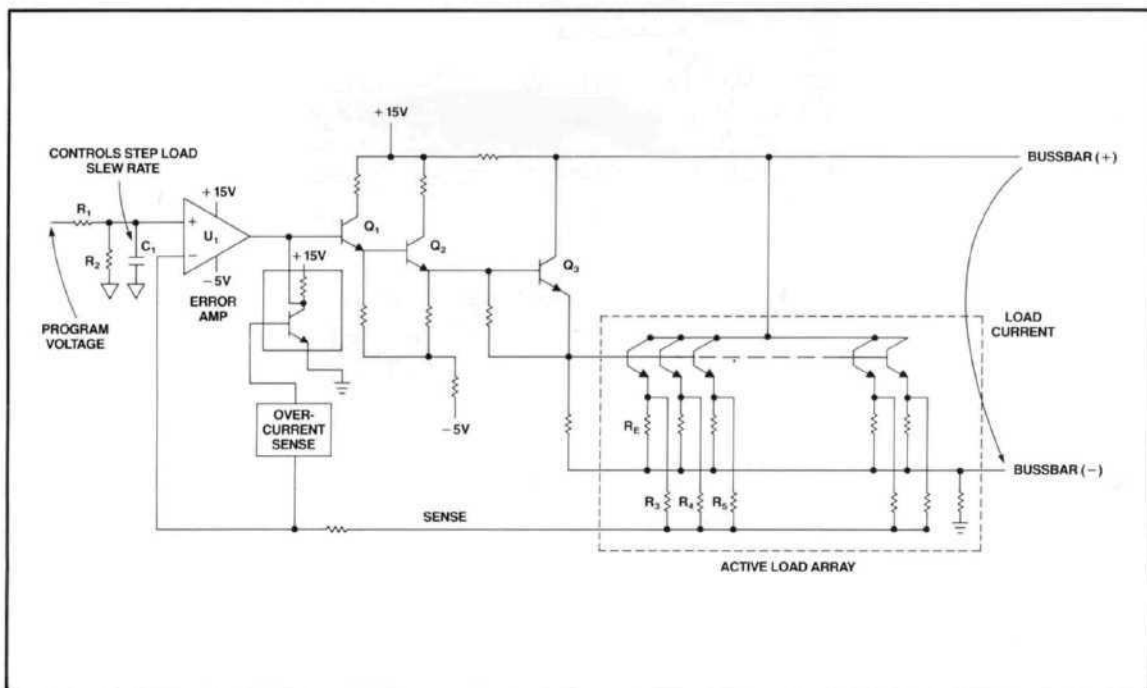 + 15V
CONTROLS STEP LOAD
SLEW RATE
BUSSBAR (+)
+ 15V
R1
+
U1
−
Q1
Q2
C1
R2
Q3
− 5V
+ 15V
ERROR
AMP
PROGRAM
VOLTAGE
LOAD
CURRENT
OVER-
CURRENT
SENSE
− 5V
RE
BUSSBAR (−)
R3
R4
R5
SENSE
ACTIVE LOAD ARRAY